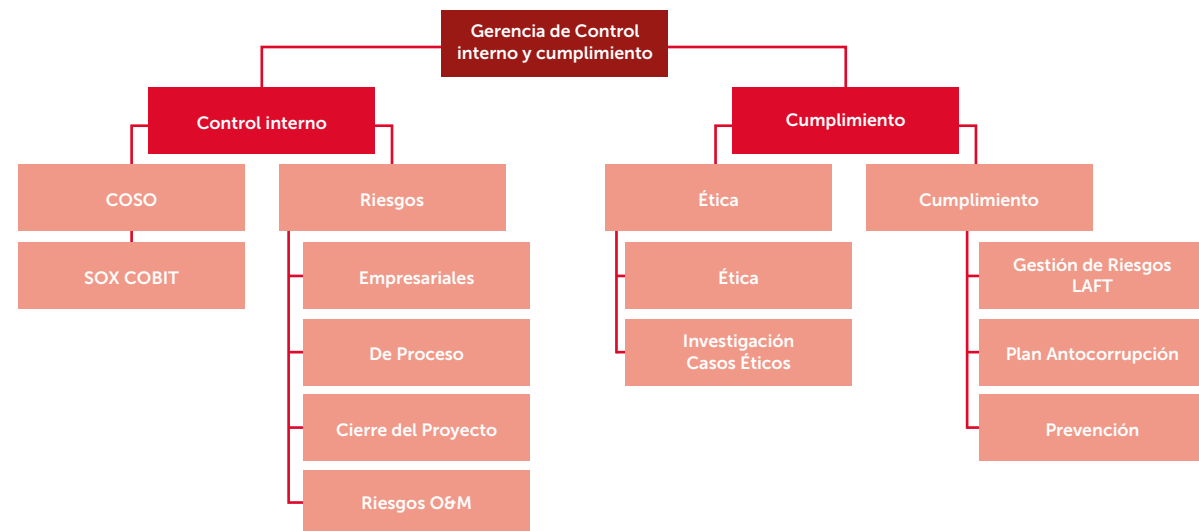 Gerencia de Control
interno y cumplimiento
Control interno
Cumplimiento
COSO
Riesgos
Ética
Cumplimiento
SOX COBIT
Empresariales
Ética
Gestión de Riesgos
LAFT
De Proceso
Investigación
Casos Éticos
Plan Antocorrupción
Cierre del Proyecto
Prevención
Riesgos O&M